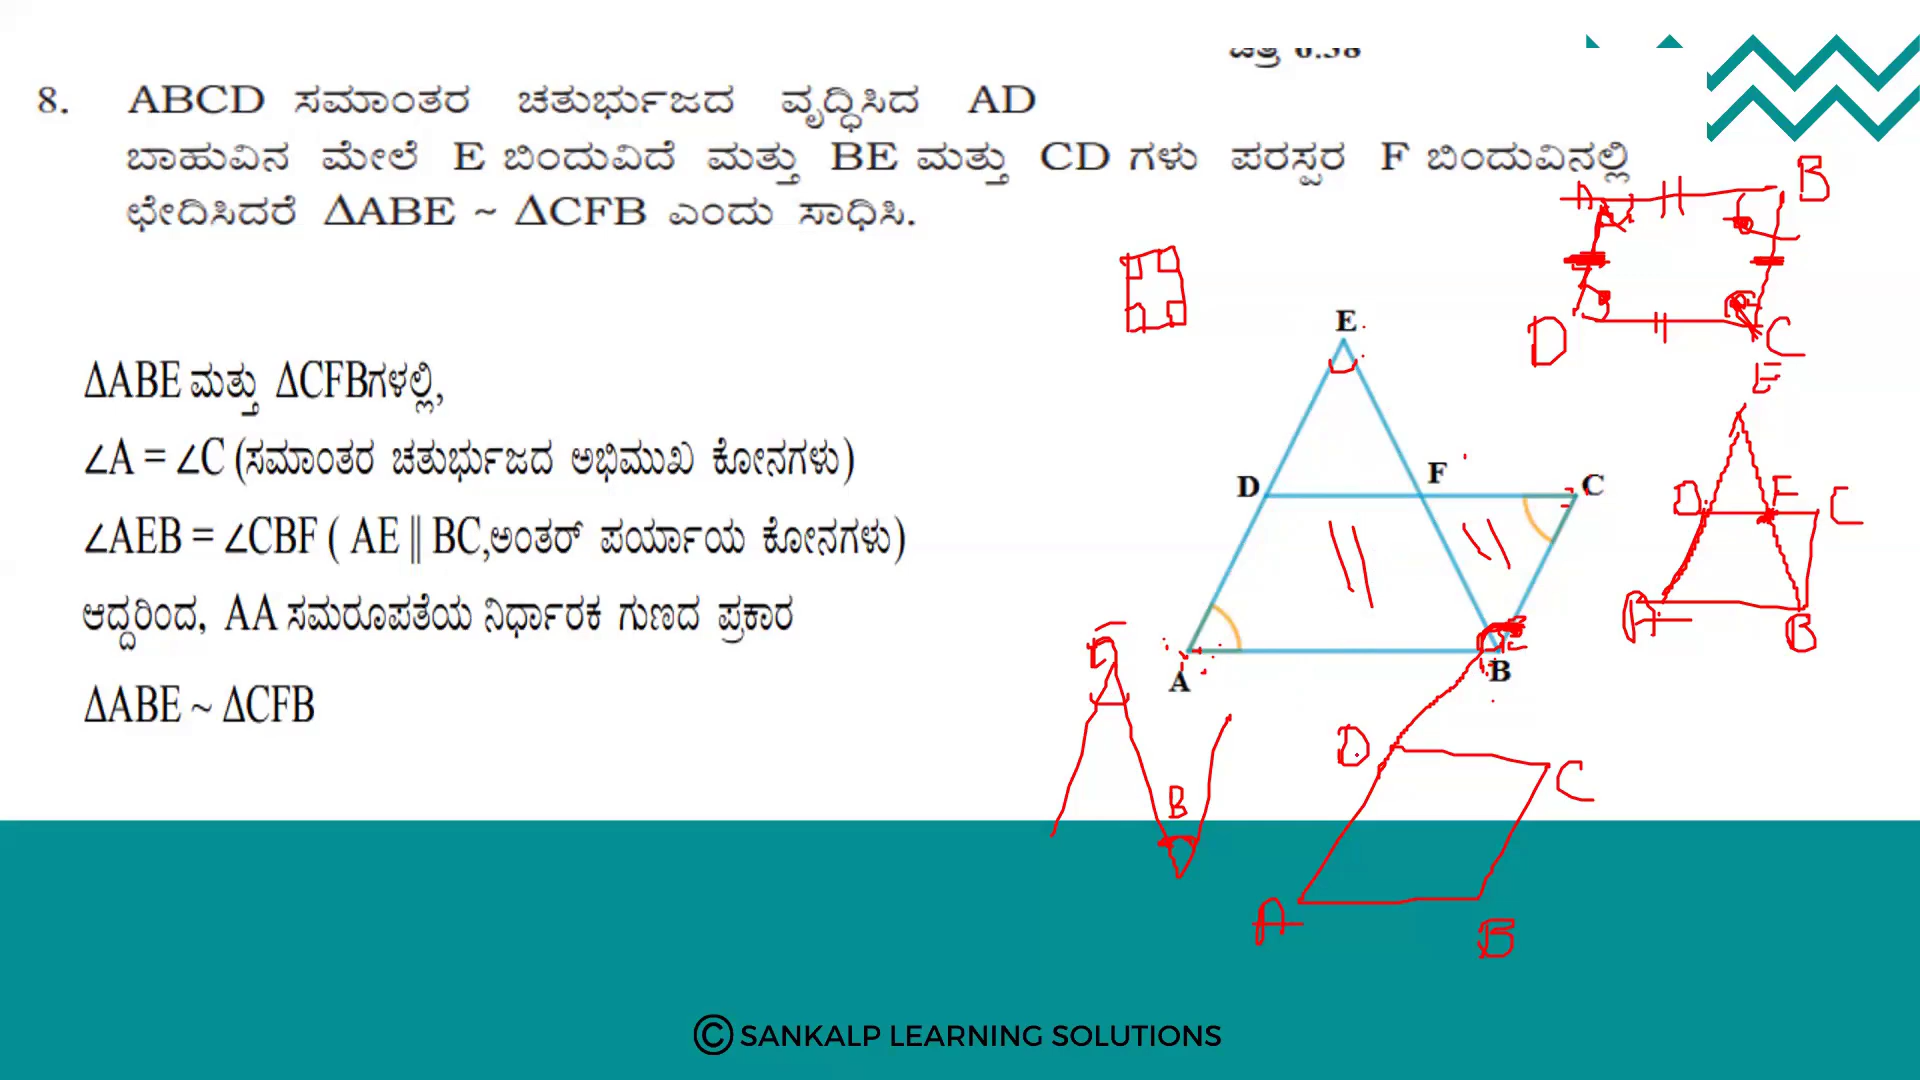 ಚಿತ್ರ 6.38
8. ABCD ಸಮಾಂತರ ಚತುರ್ಭುಜದ ವೃದ್ಧಿಸಿದ AD
ಬಾಹುವಿನ ಮೇಲೆ E ಬಿಂದುವಿದೆ ಮತ್ತು BE ಮತ್ತು CD ಗಳು ಪರಸ್ಪರ F ಬಿಂದುವಿನಲ್ಲಿ
ಛೇದಿಸಿದರೆ ΔABE ~ ΔCFB ಎಂದು ಸಾಧಿಸಿ.
ΔABE ಮತ್ತು ΔCFBಗಳಲ್ಲಿ,
∠A = ∠C (ಸಮಾಂತರ ಚತುರ್ಭುಜದ ಅಭಿಮುಖ ಕೋನಗಳು)
∠AEB = ∠CBF ( AE || BC,ಅಂತರ್ ಪರ್ಯಾಯ ಕೋನಗಳು)
ಆದ್ದರಿಂದ, AA ಸಮರೂಪತೆಯ ನಿರ್ಧಾರಕ ಗುಣದ ಪ್ರಕಾರ
ΔABE ~ ΔCFB
E
D F C
A B
B
D C
E
D E C
A B
B
D C
A B
© SANKALP LEARNING SOLUTIONS